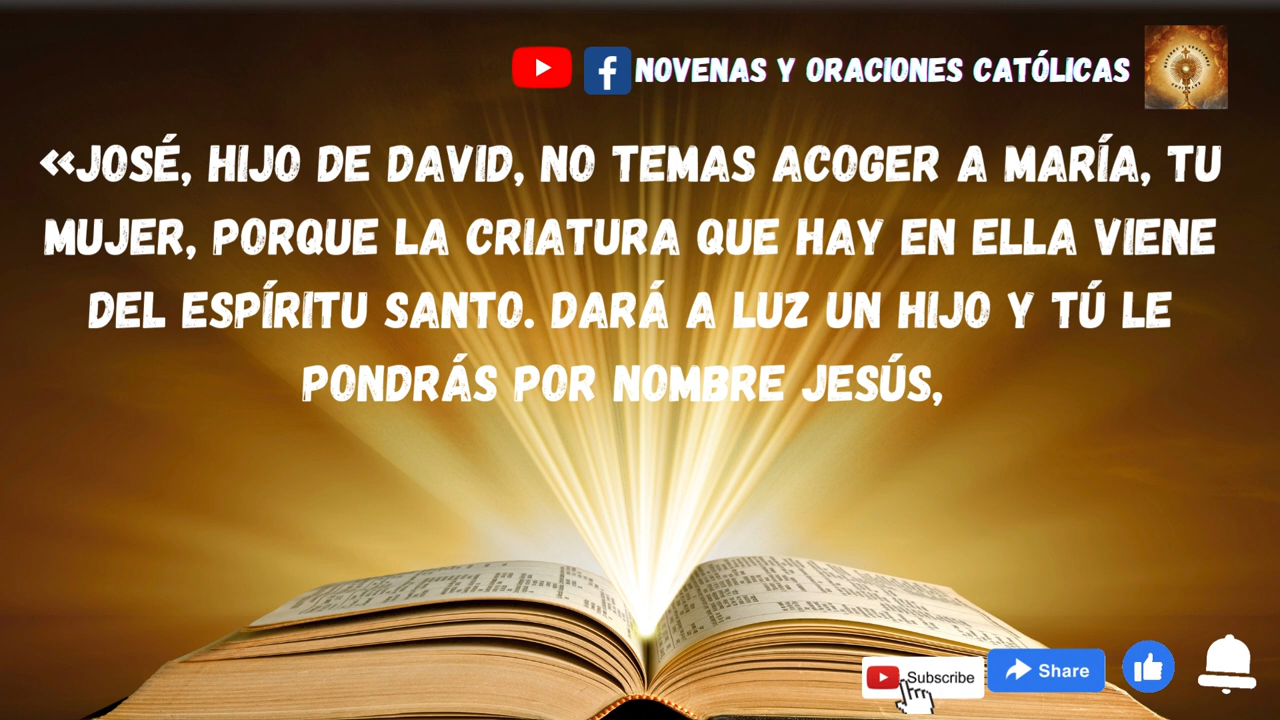 NOVENAS Y ORACIONES CATÓLICAS
«JOSÉ, HIJO DE DAVID, NO TEMAS ACOGER A MARÍA, TU
MUJER, PORQUE LA CRIATURA QUE HAY EN ELLA VIENE
DEL ESPÍRITU SANTO. DARÁ A LUZ UN HIJO Y TÚ LE
PONDRÁS POR NOMBRE JESÚS,
Subscribe
Share